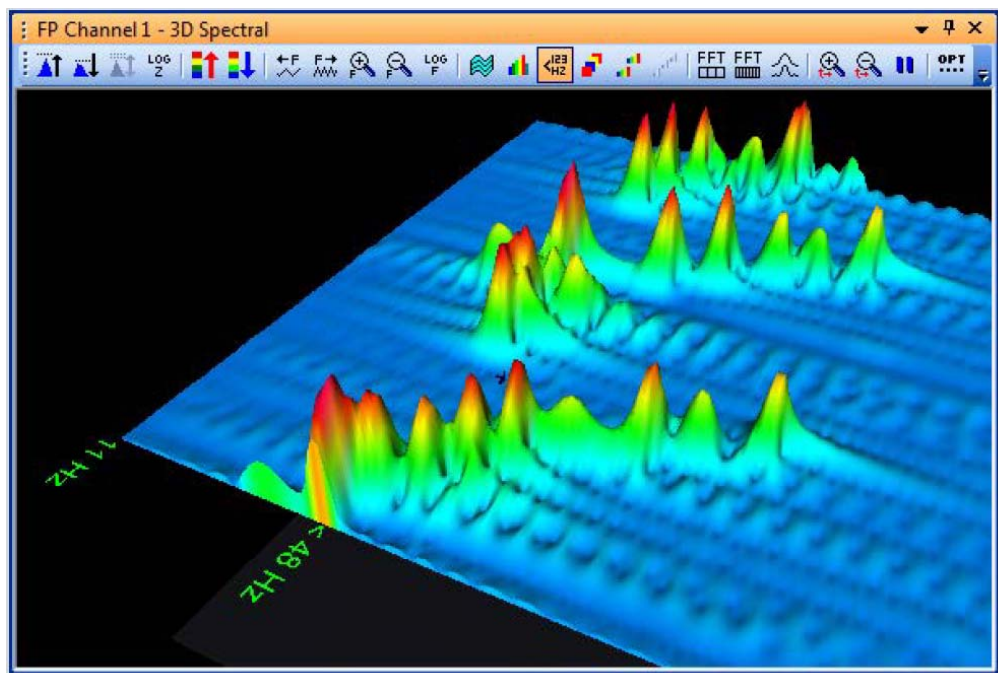 FP Channel 1 - 3D Spectral
LOG Z
F
F
F
F
LOG F
<123 HZ
FFT
FFT
OPT
11 Hz
< 48 Hz